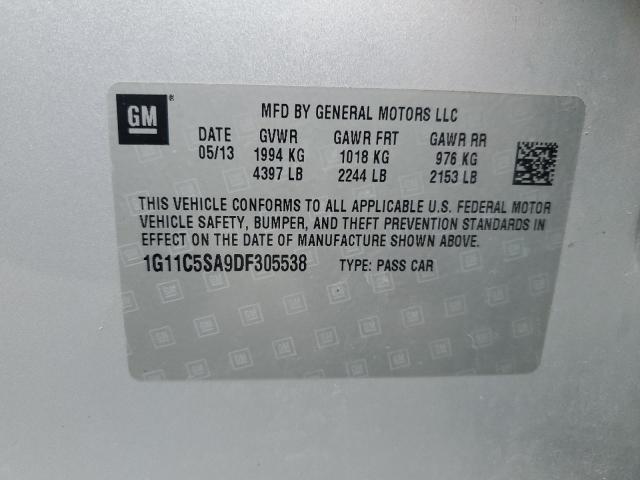 GM®
MFD BY GENERAL MOTORS LLC
DATE GVWR GAWR FRT GAWR RR
05/13 1994 KG 1018 KG 976 KG
4397 LB 2244 LB 2153 LB
THIS VEHICLE CONFORMS TO ALL APPLICABLE U.S. FEDERAL MOTOR
VEHICLE SAFETY, BUMPER, AND THEFT PREVENTION STANDARDS IN
EFFECT ON THE DATE OF MANUFACTURE SHOWN ABOVE.
1G11C5SA9DF305538 TYPE: PASS CAR